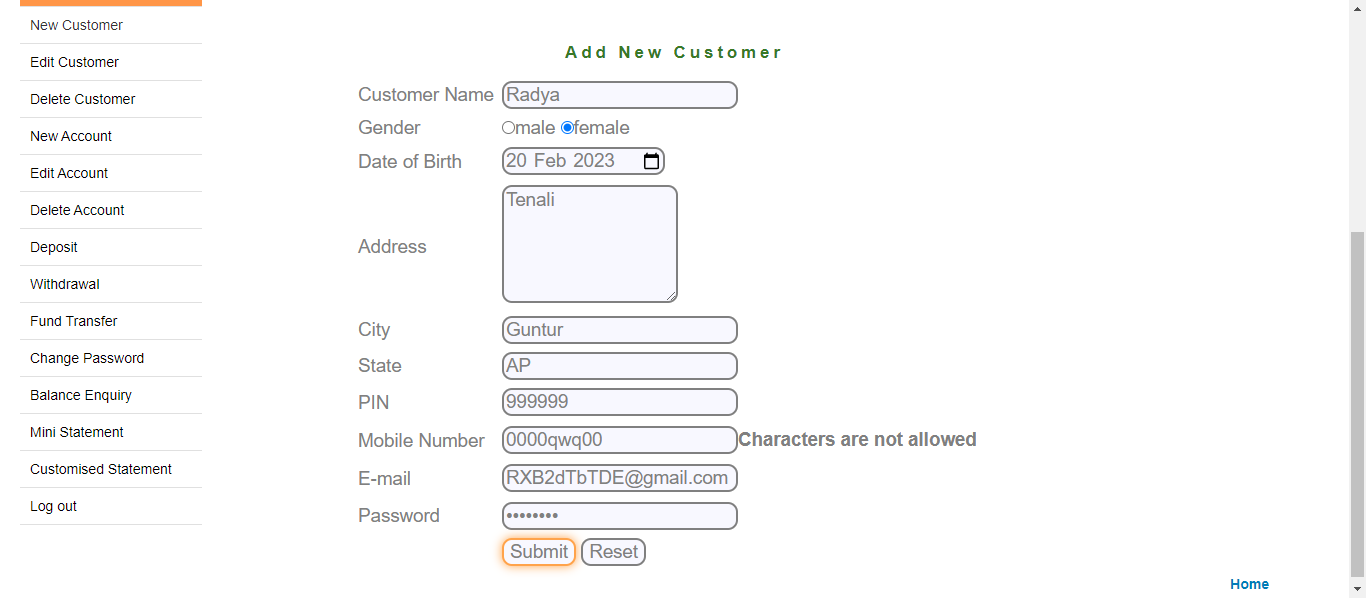 New Customer
Edit Customer
Delete Customer
New Account
Edit Account
Delete Account
Deposit
Withdrawal
Fund Transfer
Change Password
Balance Enquiry
Mini Statement
Customised Statement
Log out
Add New Customer
Customer Name Radya
Gender male female
Date of Birth 20 Feb 2023
Address Tenali
City Guntur
State AP
PIN 999999
Mobile Number 0000qwq00 Characters are not allowed
E-mail RXB2dTbTDE@gmail.com
Password ••••••••
Submit Reset
Home